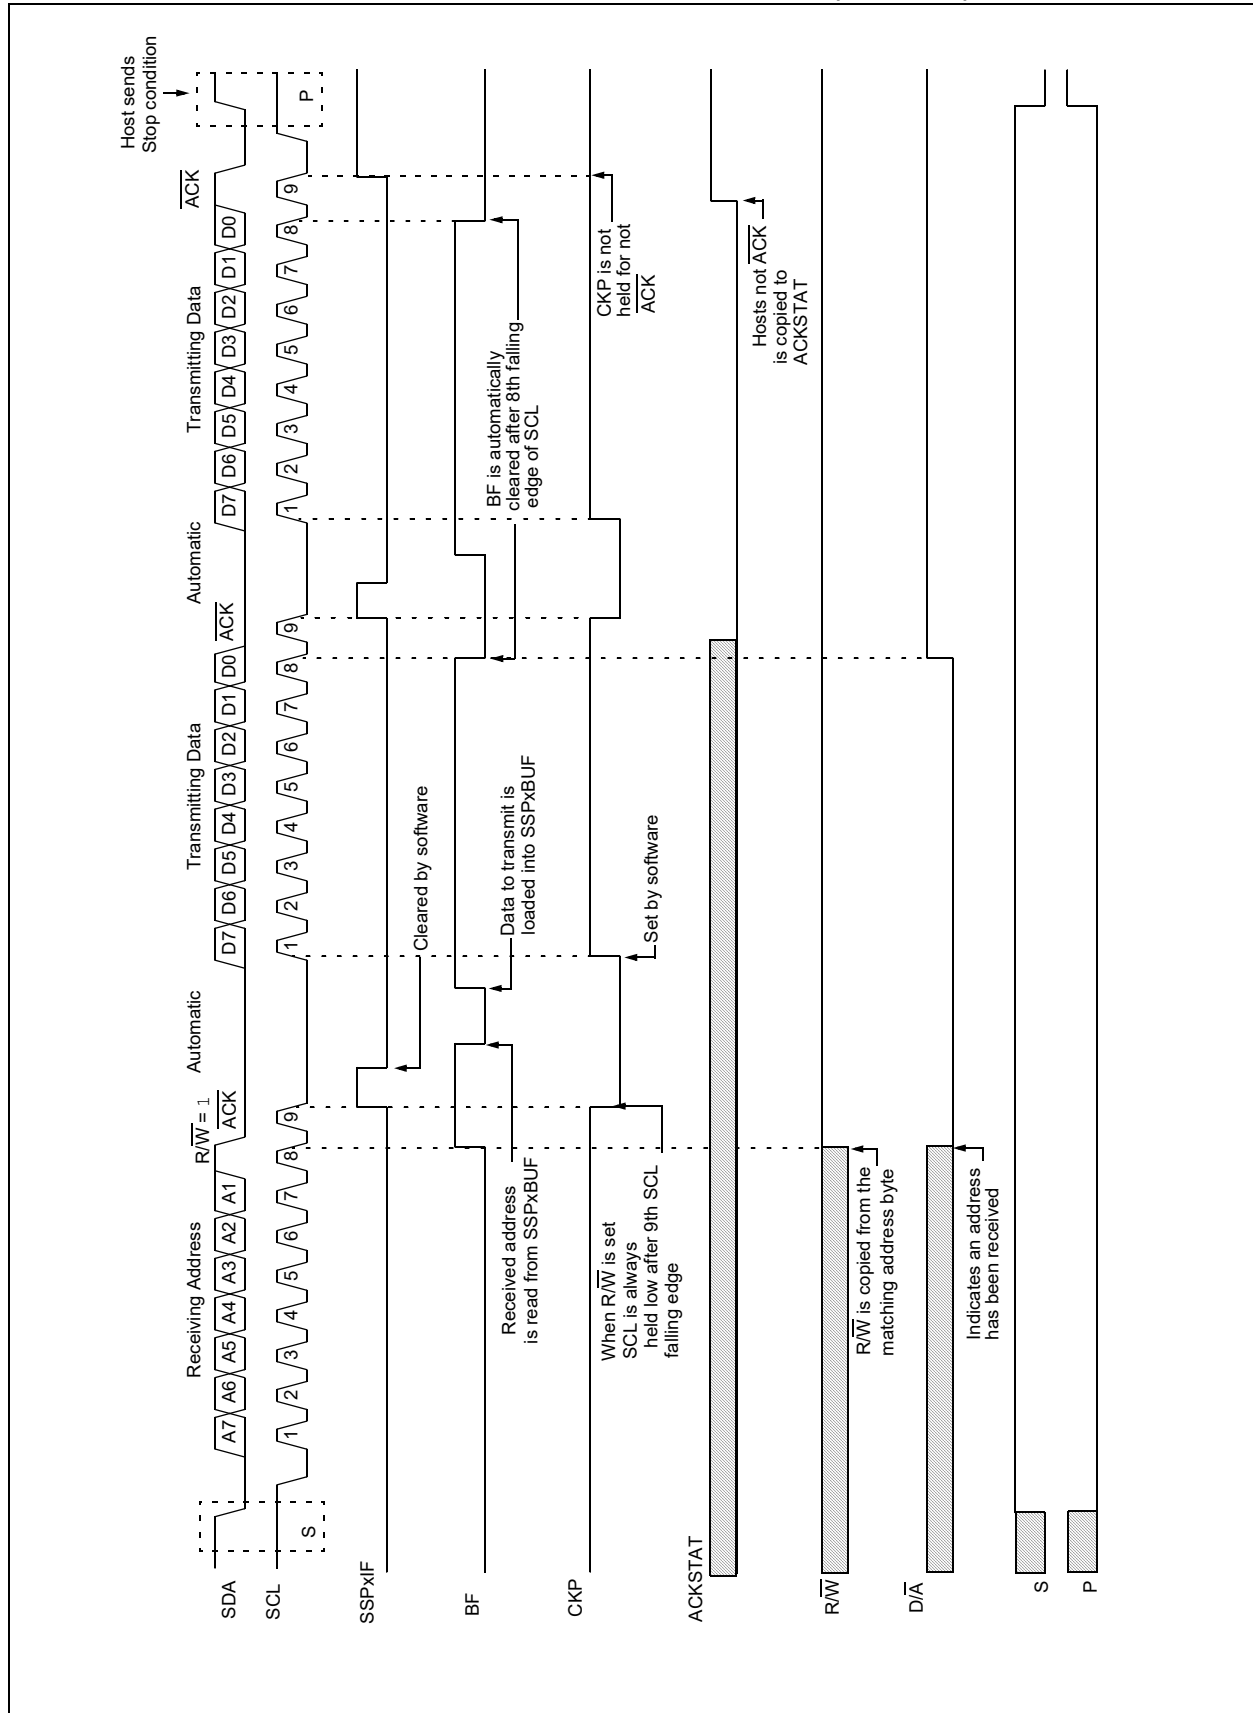 Host sends
Stop condition
Receiving Address
R/W̅ = 1
A̅C̅K̅
Automatic
Transmitting Data
A̅C̅K̅
Automatic
Transmitting Data
A̅C̅K̅
SDA
A7 A6 A5 A4 A3 A2 A1
D7 D6 D5 D4 D3 D2 D1 D0
D7 D6 D5 D4 D3 D2 D1 D0
SCL
S
1 2 3 4 5 6 7 8 9
1 2 3 4 5 6 7 8 9
1 2 3 4 5 6 7 8 9
P
SSPxIF
Cleared by software
BF
Received address
is read from SSPxBUF
Data to transmit is
loaded into SSPxBUF
BF is automatically
cleared after 8th falling
edge of SCL
CKP
When R/W̅ is set
SCL is always
held low after 9th SCL
falling edge
Set by software
CKP is not
held for not
A̅C̅K̅
ACKSTAT
Hosts not A̅C̅K̅
is copied to
ACKSTAT
R/W̅
R/W̅ is copied from the
matching address byte
D/A̅
Indicates an address
has been received
S
P